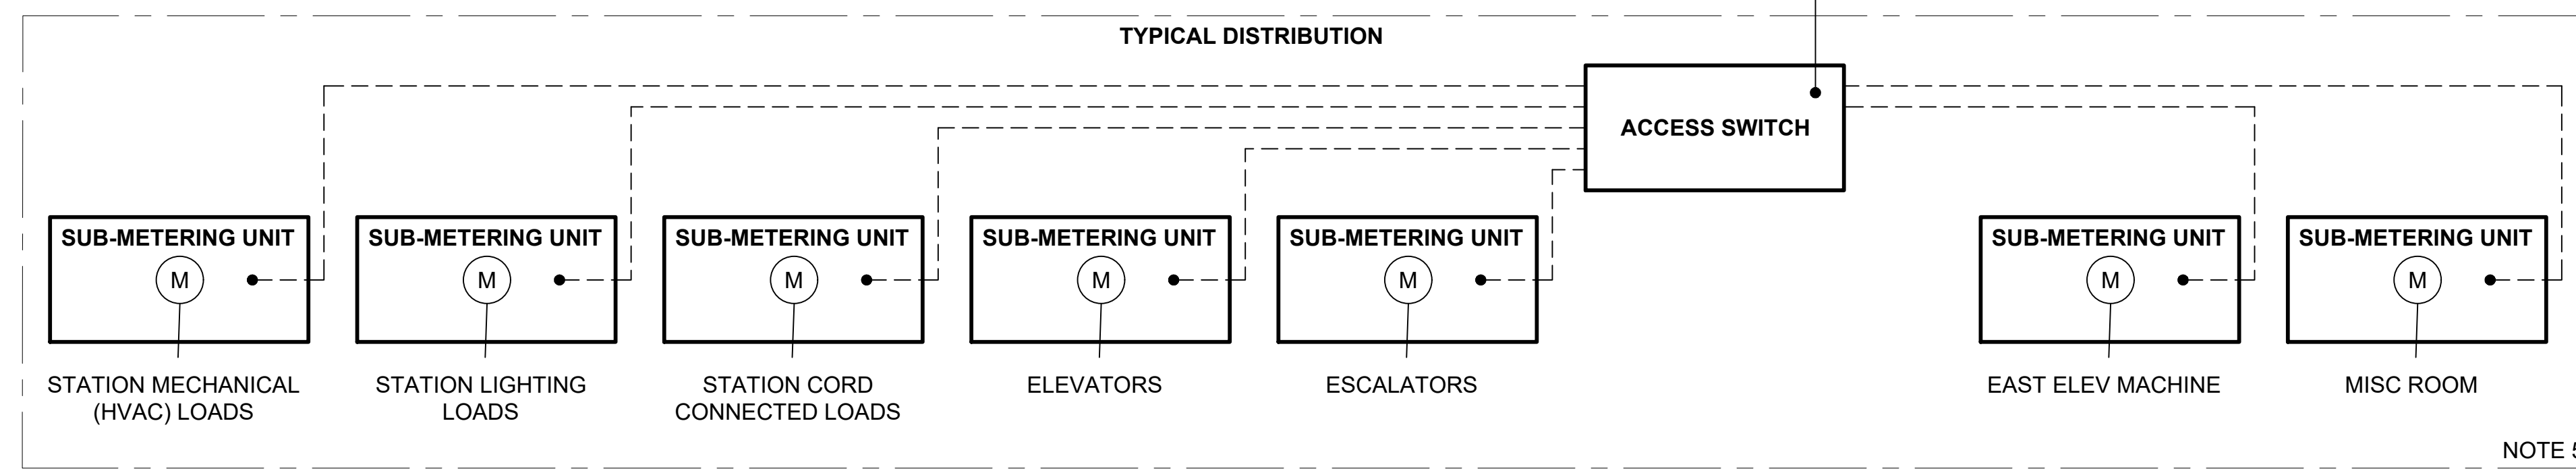 TYPICAL DISTRIBUTION
ACCESS SWITCH
SUB-METERING UNIT
M
STATION MECHANICAL
(HVAC) LOADS
SUB-METERING UNIT
M
STATION LIGHTING
LOADS
SUB-METERING UNIT
M
STATION CORD
CONNECTED LOADS
SUB-METERING UNIT
M
ELEVATORS
SUB-METERING UNIT
M
ESCALATORS
SUB-METERING UNIT
M
EAST ELEV MACHINE
SUB-METERING UNIT
M
MISC ROOM
NOTE 5